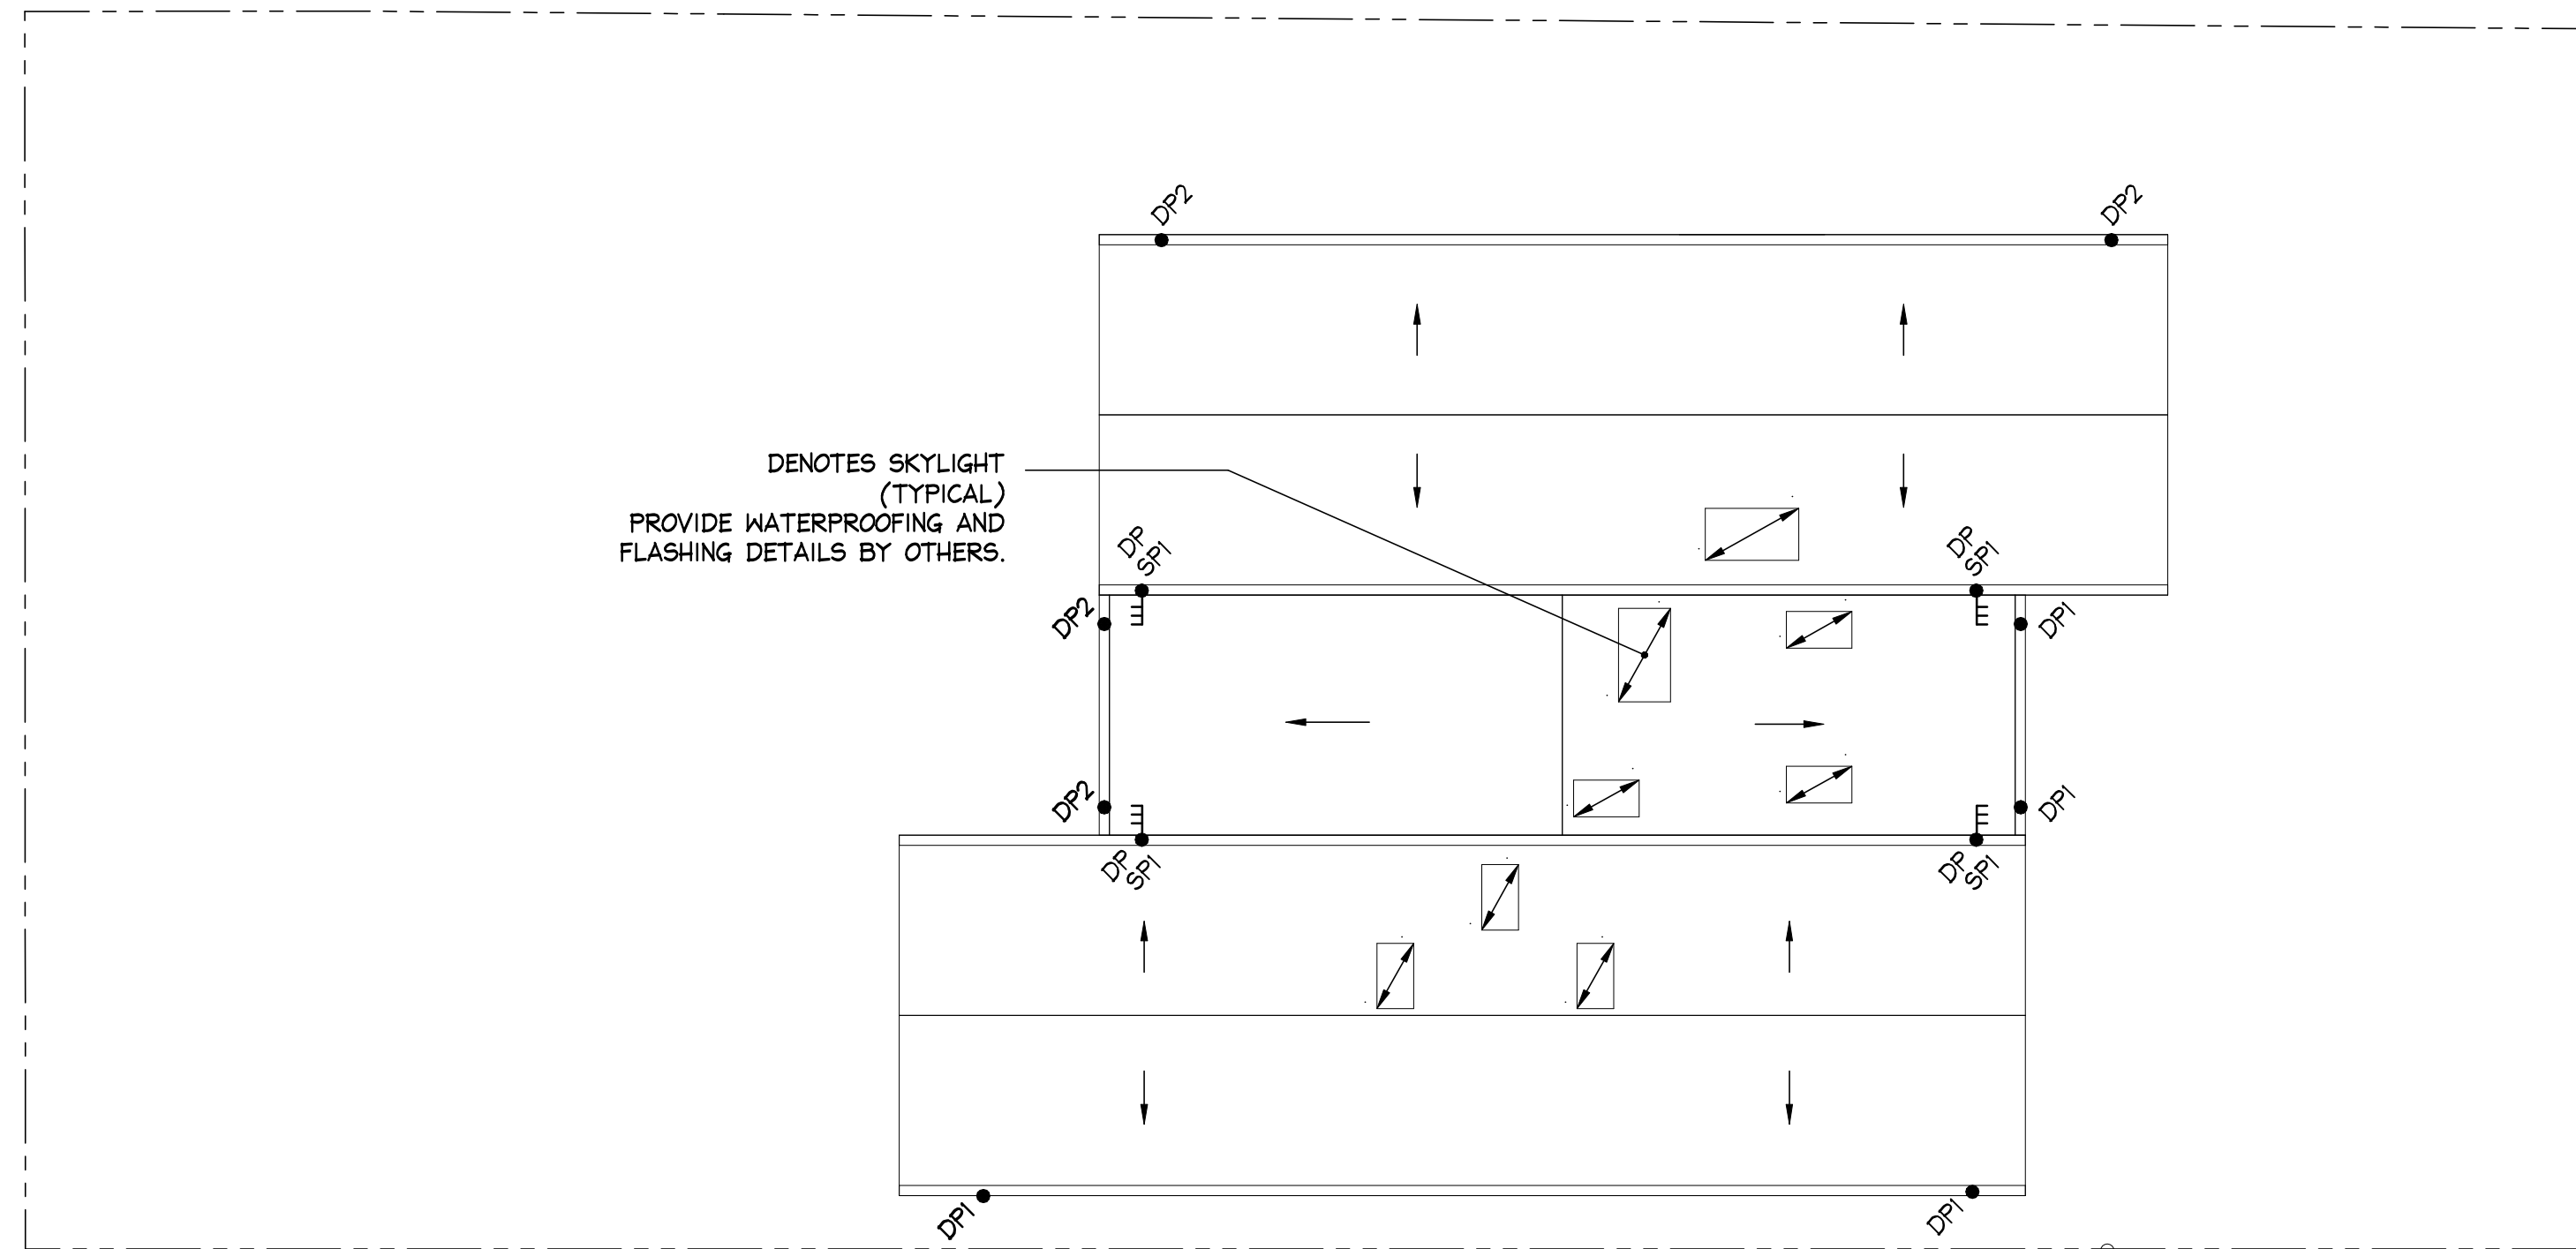 DP2
DP2
DENOTES SKYLIGHT
(TYPICAL)
PROVIDE WATERPROOFING AND
FLASHING DETAILS BY OTHERS.
DP
SP1
DP
SP1
DP2
DP1
DP2
DP1
DP
SP1
DP
SP1
DP1
DP1